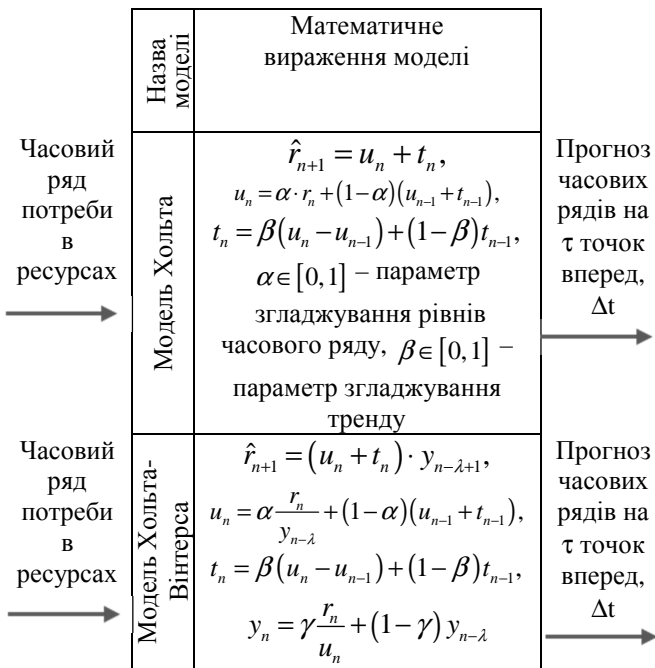 Назва
моделі
Математичне
вираження моделі
Часовий
ряд
потреби
в
ресурсах
Модель Хольта
r̂ₙ₊₁ = uₙ + tₙ,
uₙ = α· rₙ + (1−α)(uₙ₋₁ + tₙ₋₁),
tₙ = β(uₙ − uₙ₋₁) + (1−β)tₙ₋₁,
α∈[0,1] – параметр
згладжування рівнів
часового ряду, β∈[0,1] –
параметр згладжування
тренду
Прогноз
часових
рядів на
τ точок
вперед,
Δt
Часовий
ряд
потреби
в
ресурсах
Модель Хольта-
Вінтерса
r̂ₙ₊₁ = (uₙ + tₙ)· y_{n−λ+1},
uₙ = α rₙ/y_{n−λ} + (1−α)(uₙ₋₁ + tₙ₋₁),
tₙ = β(uₙ − uₙ₋₁) + (1−β)tₙ₋₁,
yₙ = γ rₙ/uₙ + (1−γ) y_{n−λ}
Прогноз
часових
рядів на
τ точок
вперед,
Δt